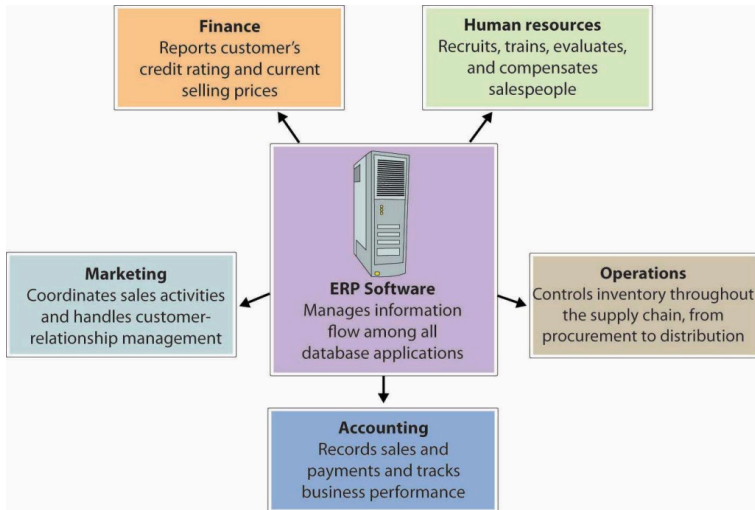 Finance
Reports customer's
credit rating and current
selling prices
Human resources
Recruits, trains, evaluates,
and compensates
salespeople
Marketing
Coordinates sales activities
and handles customer-
relationship management
ERP Software
Manages information
flow among all
database applications
Operations
Controls inventory throughout
the supply chain, from
procurement to distribution
Accounting
Records sales and
payments and tracks
business performance